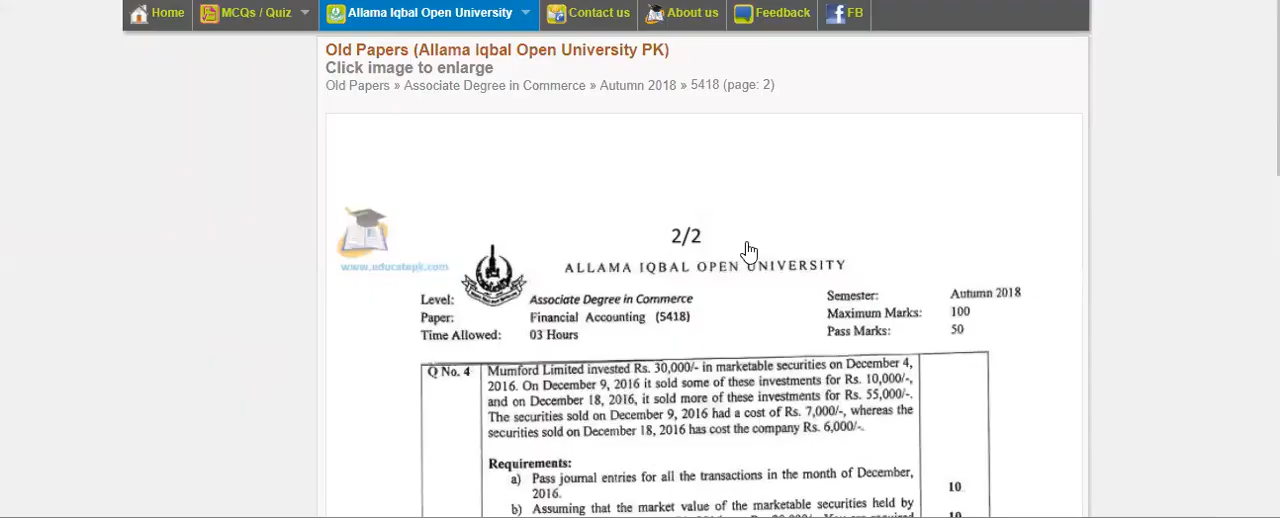 Home MCQs / Quiz Allama Iqbal Open University Contact us About us Feedback FB
Old Papers (Allama Iqbal Open University PK)
Click image to enlarge
Old Papers » Associate Degree in Commerce » Autumn 2018 » 5418 (page: 2)
2/2
www.educatepk.com
ALLAMA IQBAL OPEN UNIVERSITY
Level: Associate Degree in Commerce Semester: Autumn 2018
Paper: Financial Accounting (5418) Maximum Marks: 100
Time Allowed: 03 Hours Pass Marks: 50
Q No. 4 Mumford Limited invested Rs. 30,000/- in marketable securities on December 4,
2016. On December 9, 2016 it sold some of these investments for Rs. 10,000/-,
and on December 18, 2016, it sold more of these investments for Rs. 55,000/-.
The securities sold on December 9, 2016 had a cost of Rs. 7,000/-, whereas the
securities sold on December 18, 2016 has cost the company Rs. 6,000/-.
Requirements:
a) Pass journal entries for all the transactions in the month of December,
2016. 10
b) Assuming that the market value of the marketable securities held by